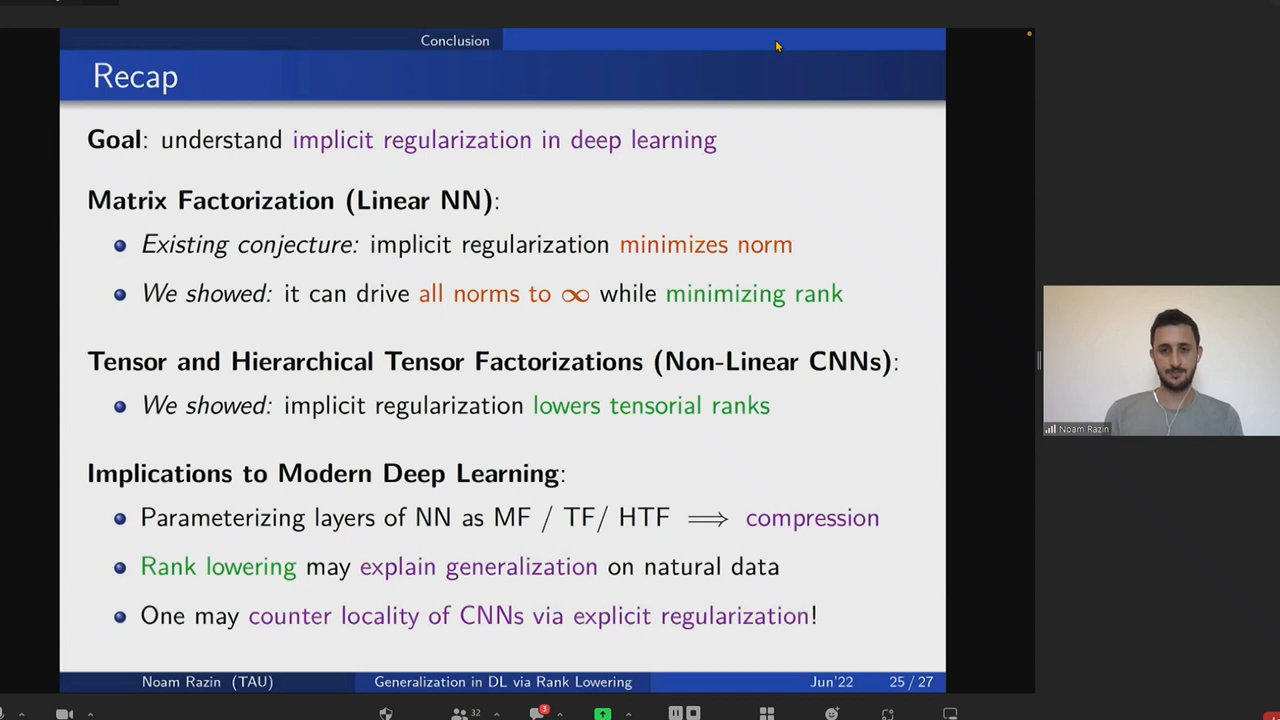 Conclusion
Recap
Goal: understand implicit regularization in deep learning
Matrix Factorization (Linear NN):
Existing conjecture: implicit regularization minimizes norm
We showed: it can drive all norms to ∞ while minimizing rank
Tensor and Hierarchical Tensor Factorizations (Non-Linear CNNs):
We showed: implicit regularization lowers tensorial ranks
Implications to Modern Deep Learning:
Parameterizing layers of NN as MF / TF/ HTF ⟹ compression
Rank lowering may explain generalization on natural data
One may counter locality of CNNs via explicit regularization!
Noam Razin (TAU) Generalization in DL via Rank Lowering Jun'22 25 / 27
Noam Razin
32 3